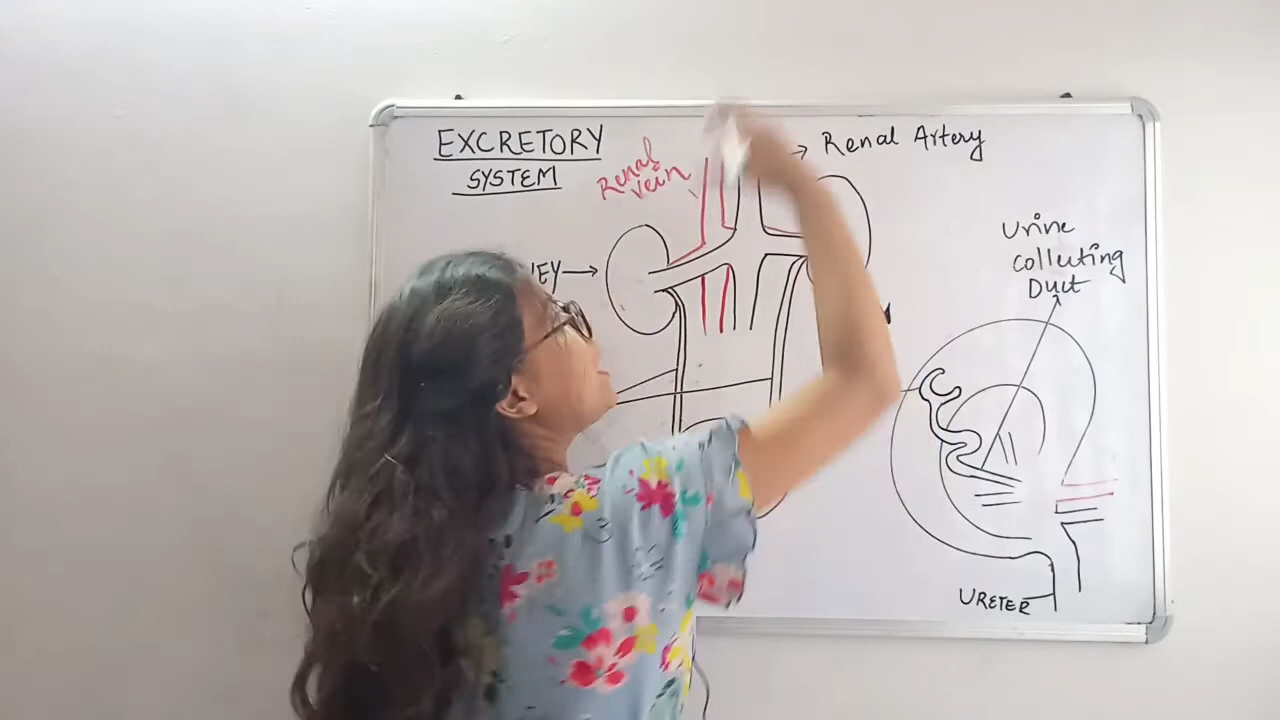 EXCRETORY
SYSTEM
Renal
vein
Renal Artery
Urine
collecting
Duct
URETER